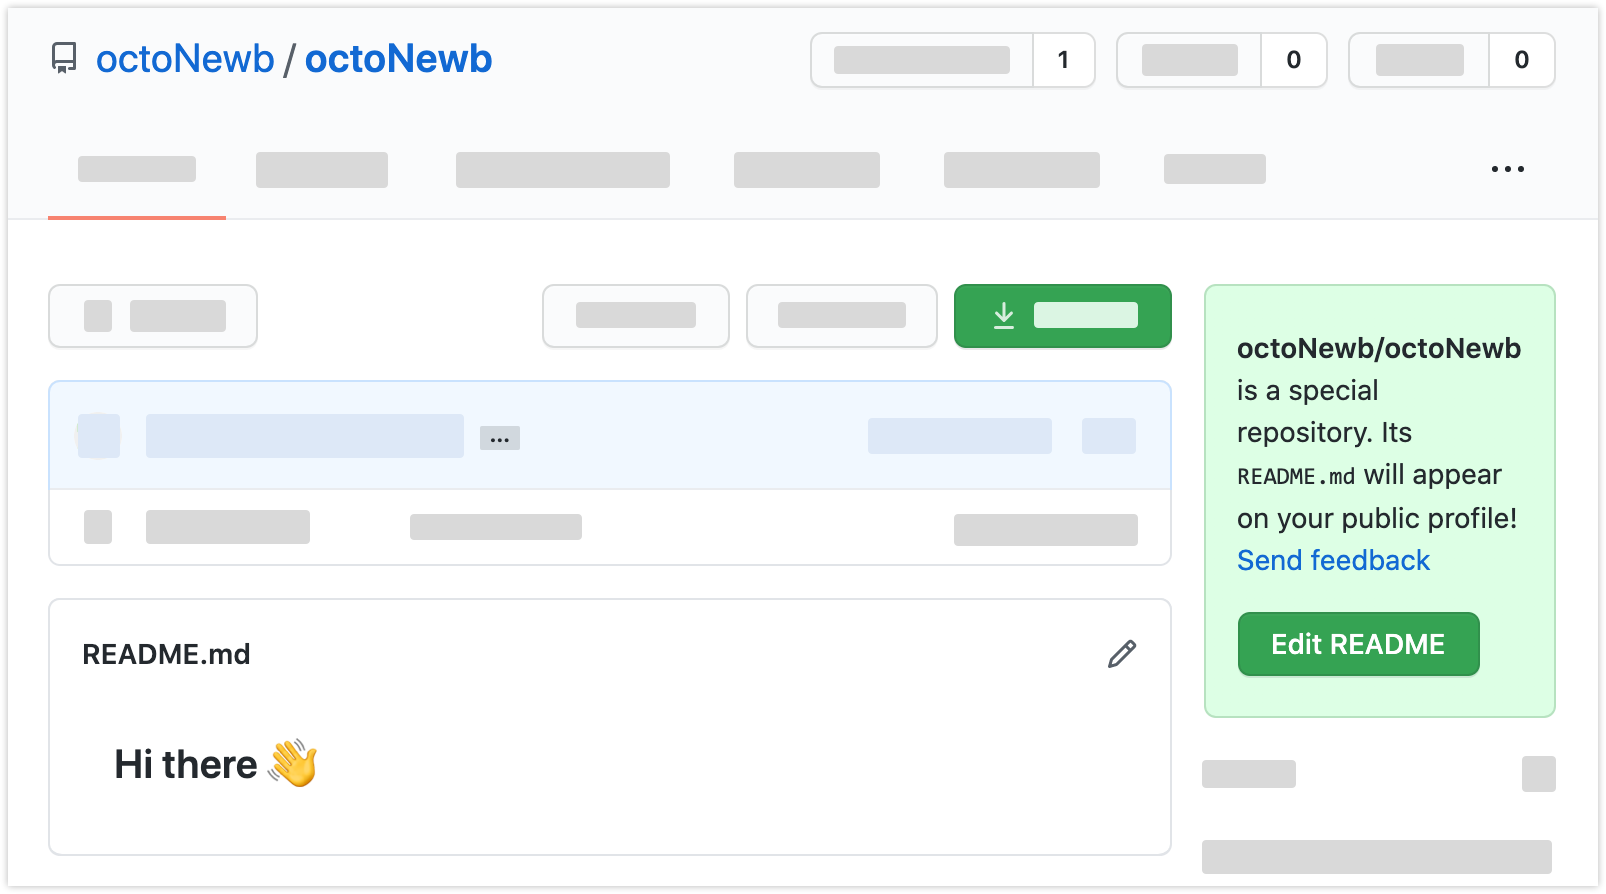 octoNewb / octoNewb
1
0
0
...
octoNewb/octoNewb
is a special
repository. Its
README.md will appear
on your public profile!
Send feedback
Edit README
...
README.md
Hi there 👋